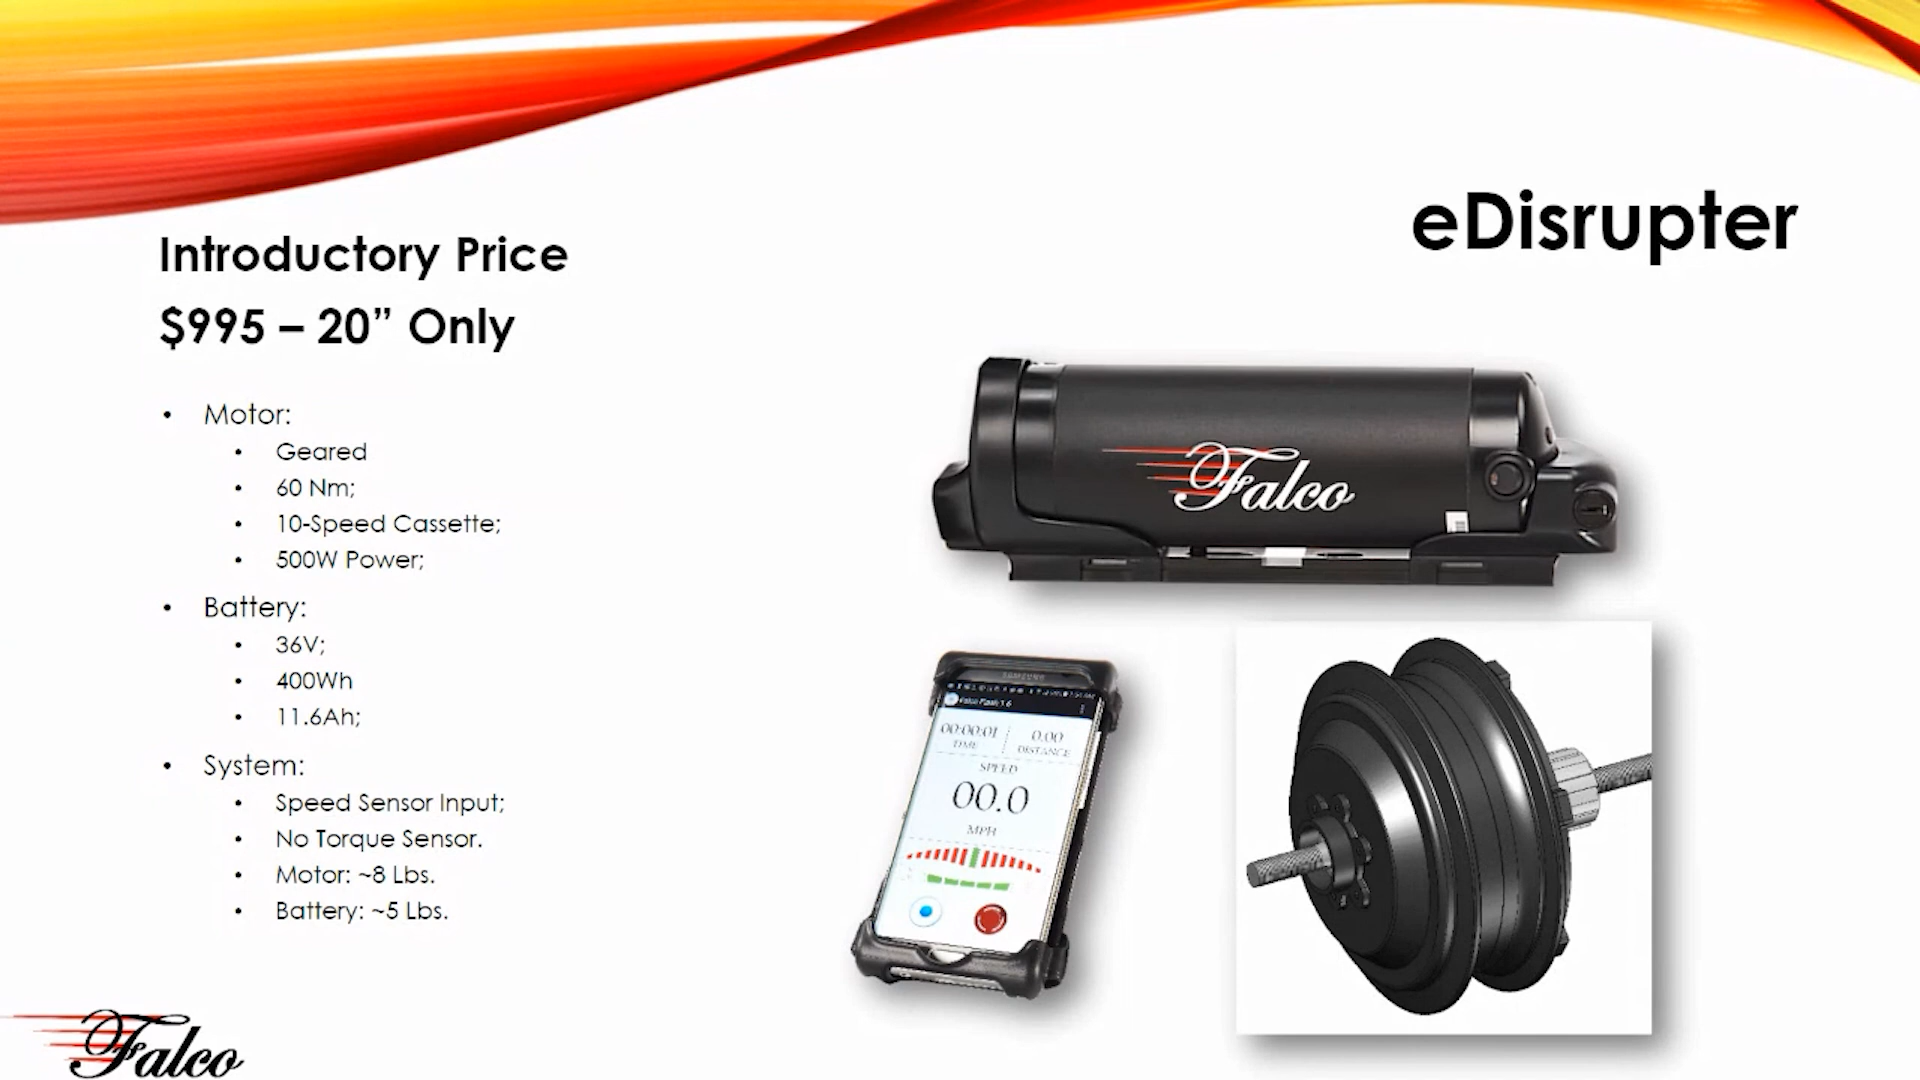 eDisrupter
Introductory Price
$995 – 20” Only
• Motor:
• Geared
• 60 Nm;
• 10-Speed Cassette;
• 500W Power;
• Battery:
• 36V;
• 400Wh
• 11.6Ah;
• System:
• Speed Sensor Input;
• No Torque Sensor.
• Motor: ~8 Lbs.
• Battery: ~5 Lbs.
Falco
SAMSUNG
00:00:01 0.00
TIME DISTANCE
SPEED
00.0
MPH
Falco